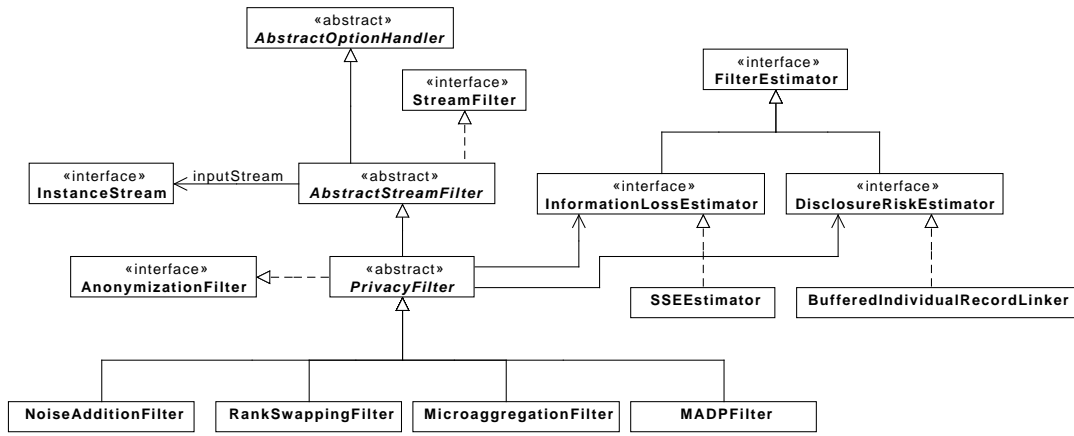 «abstract»
AbstractOptionHandler
«interface»
StreamFilter
«interface»
FilterEstimator
«interface»
InstanceStream
inputStream
«abstract»
AbstractStreamFilter
«interface»
InformationLossEstimator
«interface»
DisclosureRiskEstimator
«interface»
AnonymizationFilter
«abstract»
PrivacyFilter
SSEEstimator
BufferedIndividualRecordLinker
NoiseAdditionFilter
RankSwappingFilter
MicroaggregationFilter
MADPFilter